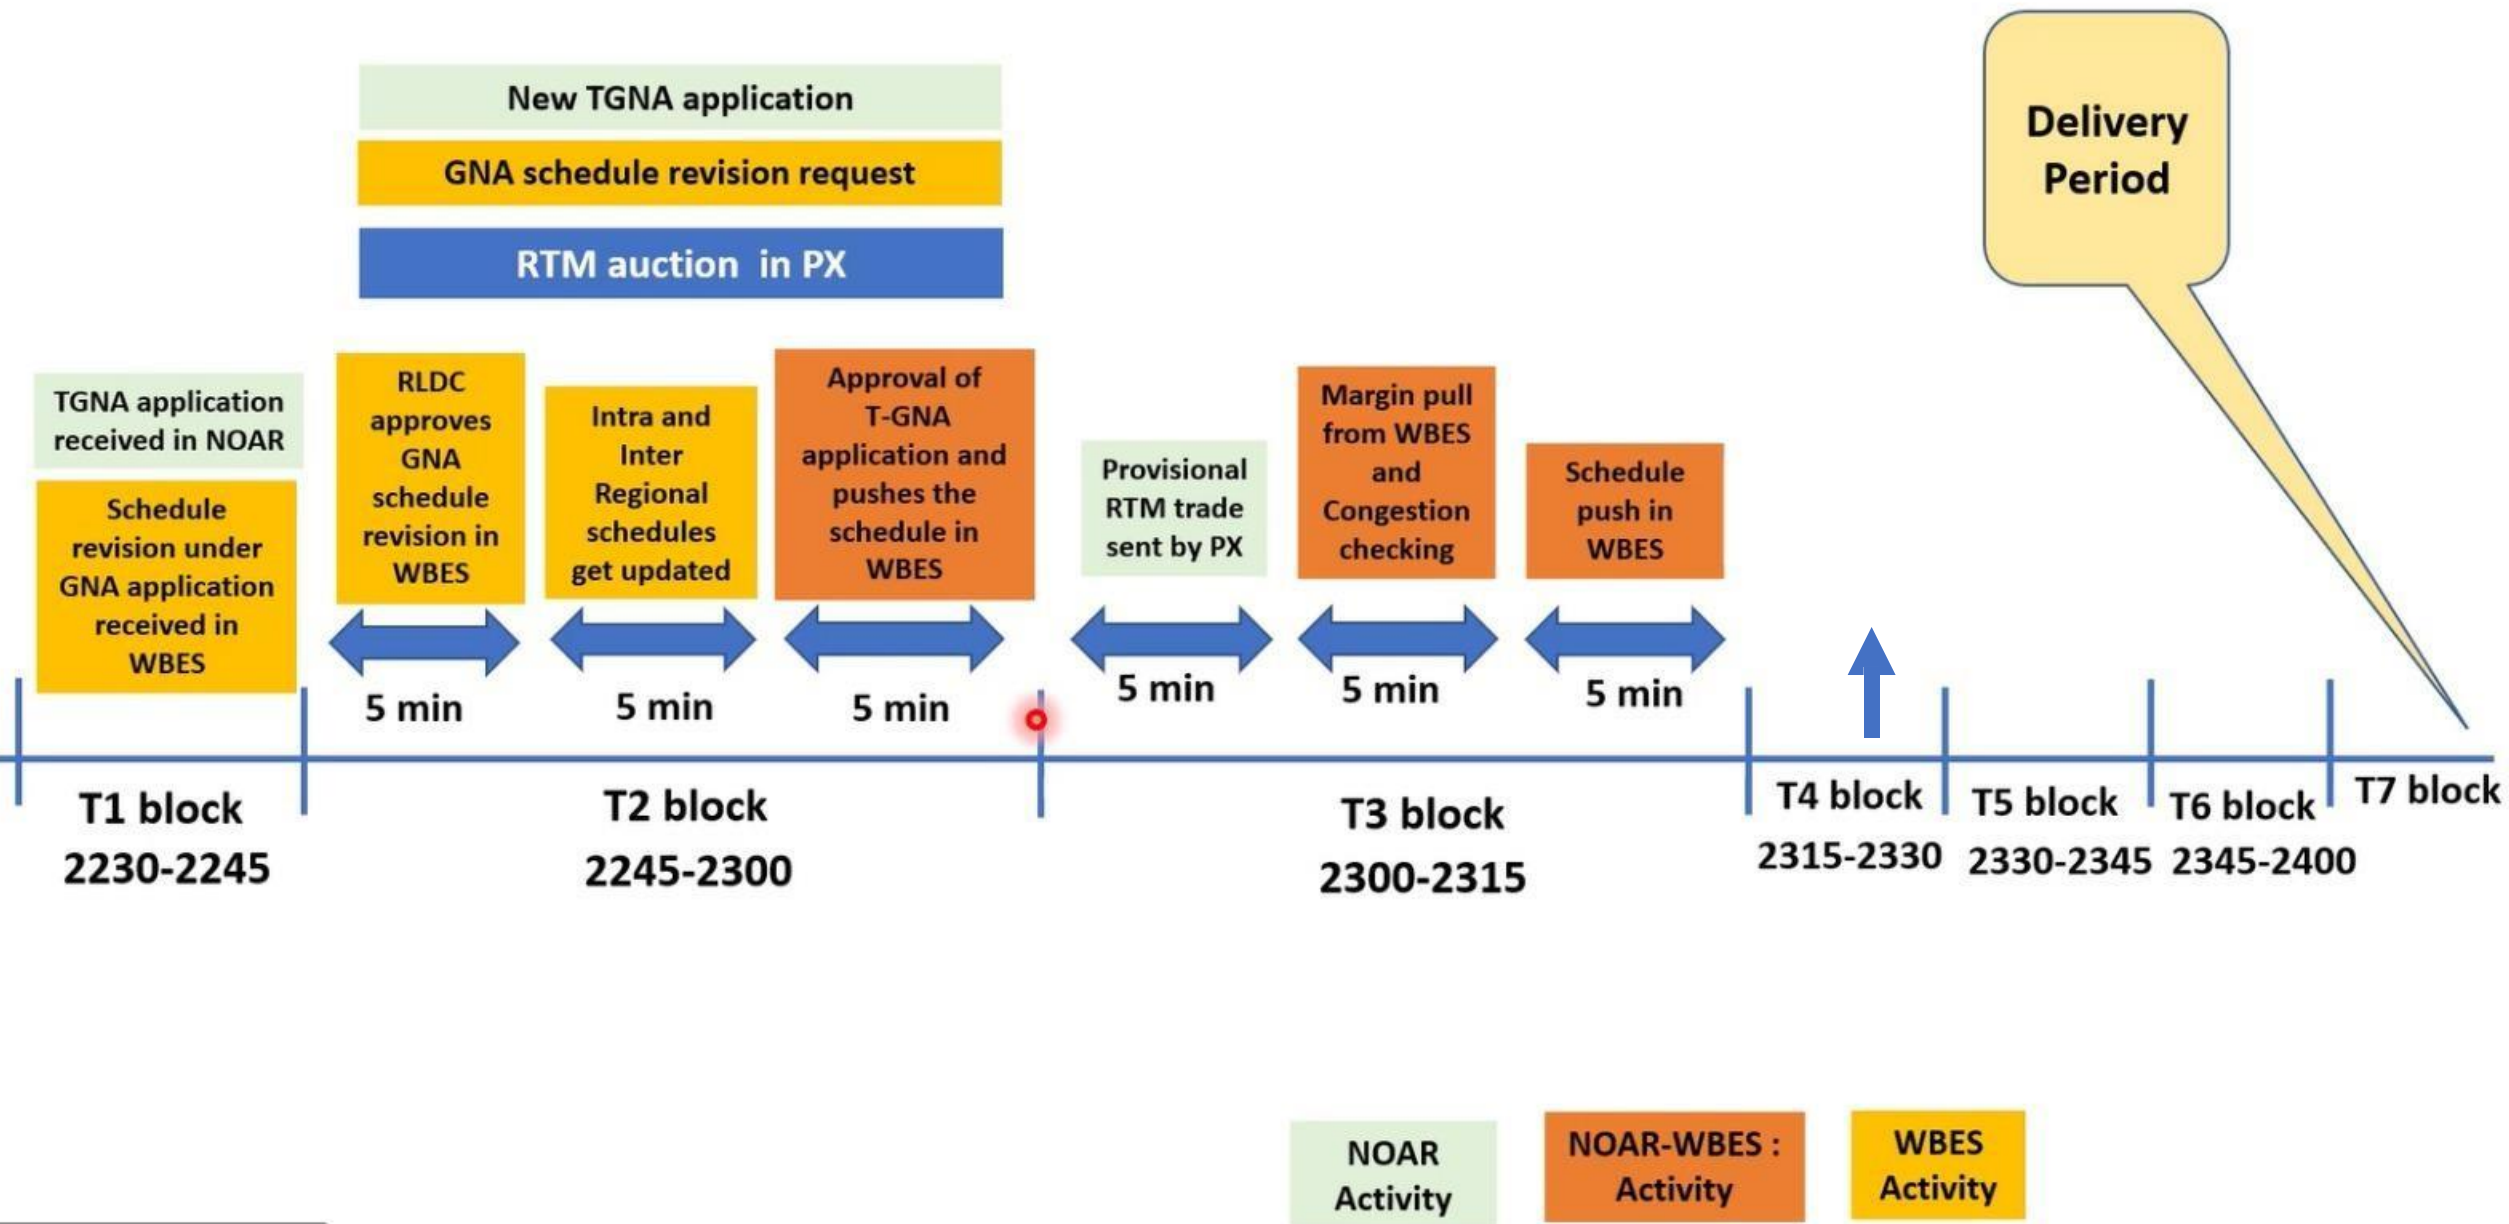 New TGNA application
GNA schedule revision request
RTM auction in PX
Delivery
Period
TGNA application
received in NOAR
Schedule
revision under
GNA application
received in
WBES
RLDC
approves
GNA
schedule
revision in
WBES
Intra and
Inter
Regional
schedules
get updated
Approval of
T-GNA
application and
pushes the
schedule in
WBES
Provisional
RTM trade
sent by PX
Margin pull
from WBES
and
Congestion
checking
Schedule
push in
WBES
5 min
5 min
5 min
5 min
5 min
5 min
T1 block
2230-2245
T2 block
2245-2300
T3 block
2300-2315
T4 block
2315-2330
T5 block
2330-2345
T6 block
2345-2400
T7 block
NOAR
Activity
NOAR-WBES :
Activity
WBES
Activity